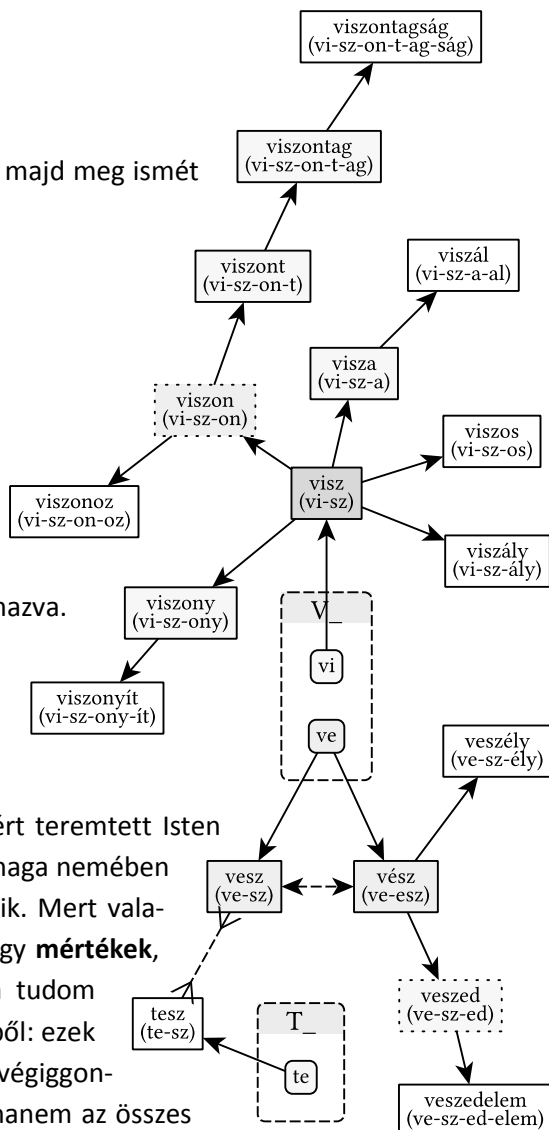 viszontagság
(vi-sz-on-t-ag-ság)
viszontag
(vi-sz-on-t-ag)
majd meg ismét
viszont
(vi-sz-on-t)
viszál
(vi-sz-a-al)
visza
(vi-sz-a)
viszon
(vi-sz-on)
viszos
(vi-sz-os)
visz
(vi-sz)
viszonoz
(vi-sz-on-oz)
viszály
(vi-sz-ály)
viszony
(vi-sz-ony)
nazva.
V_
vi
viszonyít
(vi-sz-ony-ít)
ve
veszély
(ve-sz-ély)
ért teremtett Isten
maga nemében
vesz
(ve-sz)
vész
(ve-esz)
ik. Mert vala-
gy mértékek,
tudom
veszed
(ve-sz-ed)
tesz
(te-sz)
T_
ből: ezek
te
végiggon-
hanem az összes
veszedelem
(ve-sz-ed-elem)